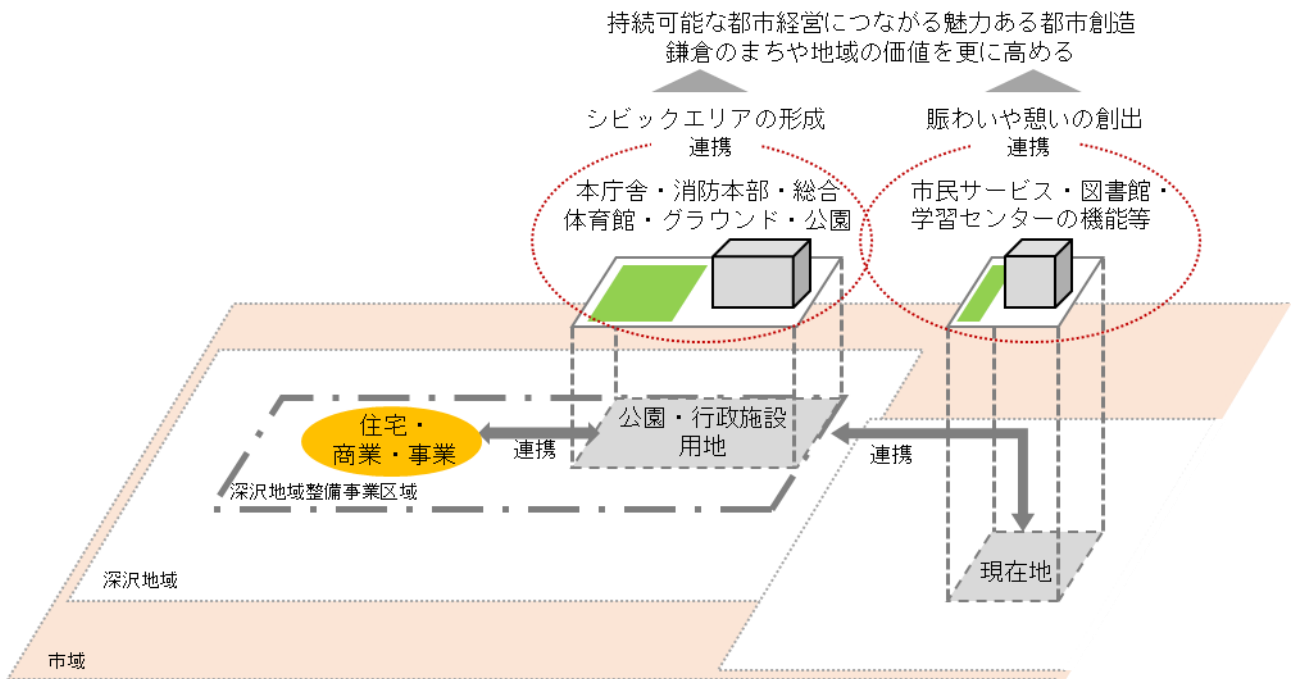 持続可能な都市経営につながる魅力ある都市創造
鎌倉のまちや地域の価値を更に高める
シビックエリアの形成
連携
本庁舎・消防本部・総合
体育館・グラウンド・公園
賑わいや憩いの創出
連携
市民サービス・図書館・
学習センターの機能等
住宅・
商業・事業
連携
公園・行政施設
用地
連携
深沢地域整備事業区域
現在地
深沢地域
市域